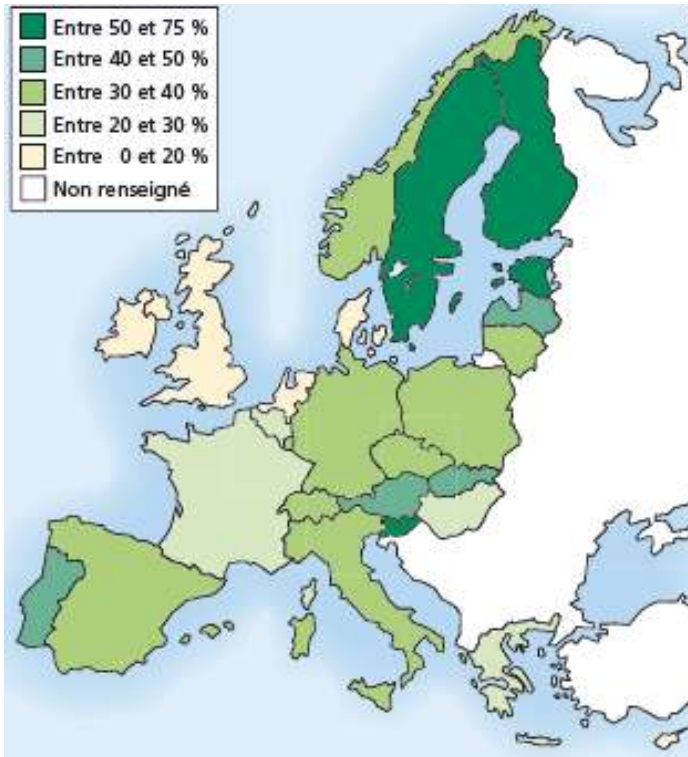 Entre 50 et 75 %
Entre 40 et 50 %
Entre 30 et 40 %
Entre 20 et 30 %
Entre 0 et 20 %
Non renseigné